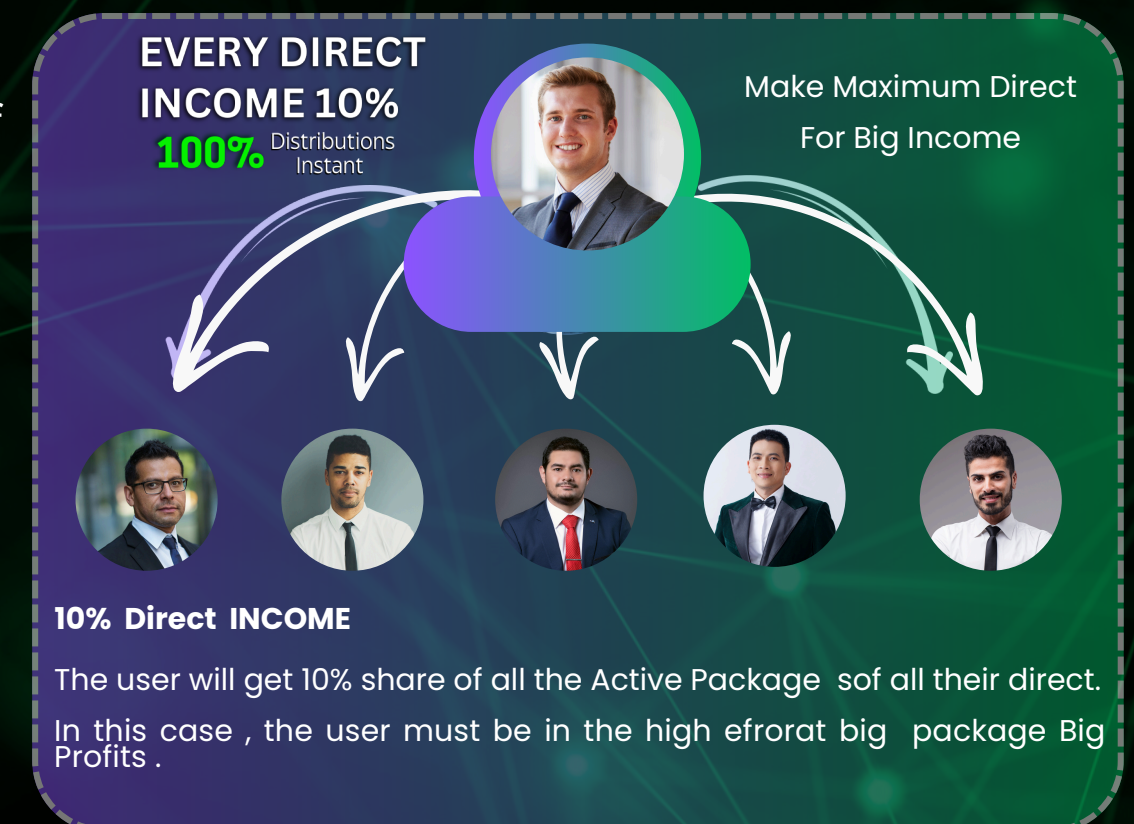 EVERY DIRECT
INCOME 10%
100% Distributions
Instant
Make Maximum Direct
For Big Income
10% Direct INCOME
The user will get 10% share of all the Active Package sof all their direct.
In this case , the user must be in the high efrorat big package Big
Profits .